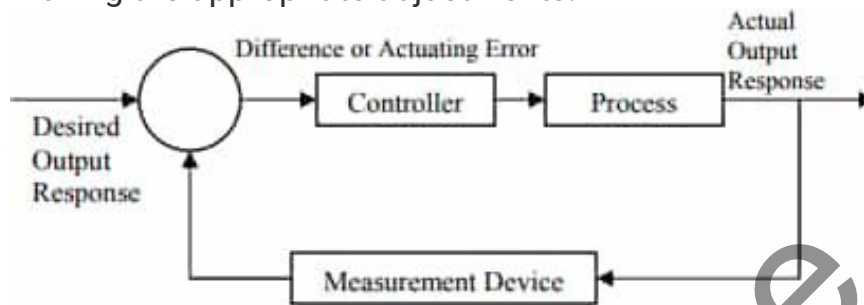 Difference or Actuating Error
Actual
Output
Response
Controller
Process
Desired
Output
Response
Measurement Device